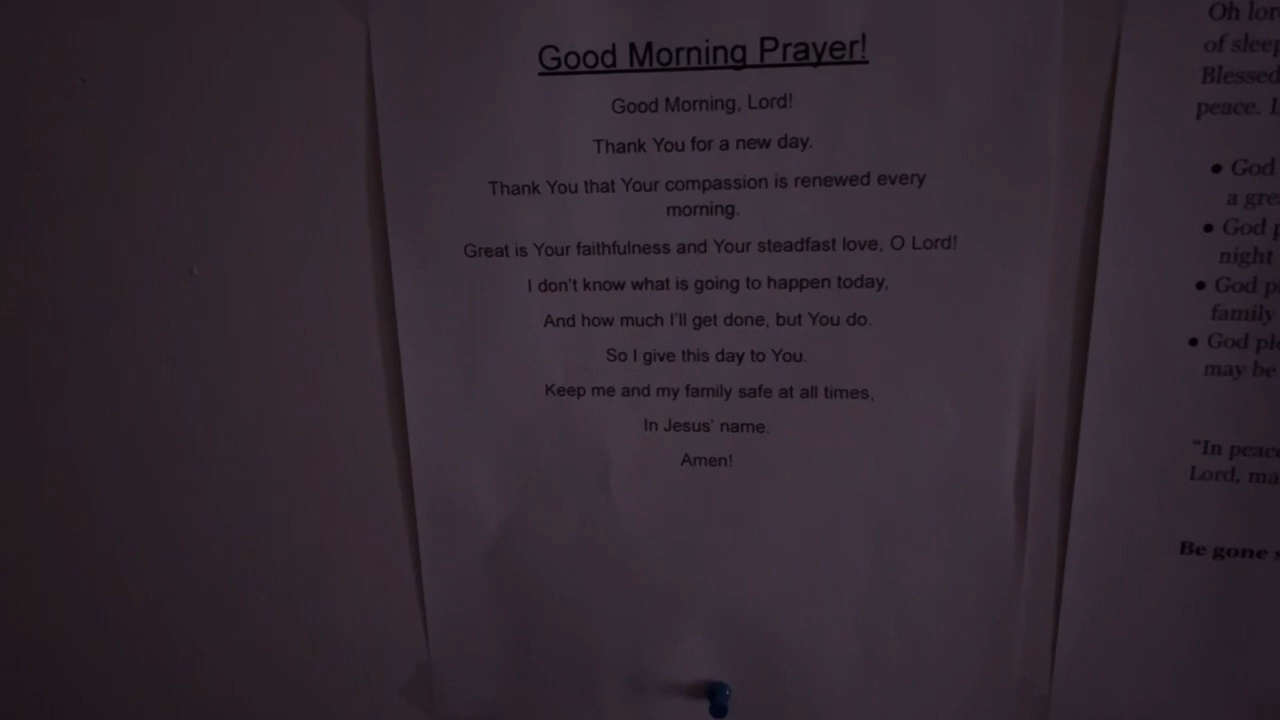 Good Morning Prayer!
Good Morning, Lord!
Thank You for a new day.
Thank You that Your compassion is renewed every
morning.
Great is Your faithfulness and Your steadfast love, O Lord!
I don't know what is going to happen today,
And how much I'll get done, but You do.
So I give this day to You.
Keep me and my family safe at all times,
In Jesus' name.
Amen!
Oh
of
Blessed
peace.
• God
a
• God
night
• God
family
• God
may be
"In
Lord,
Be gone